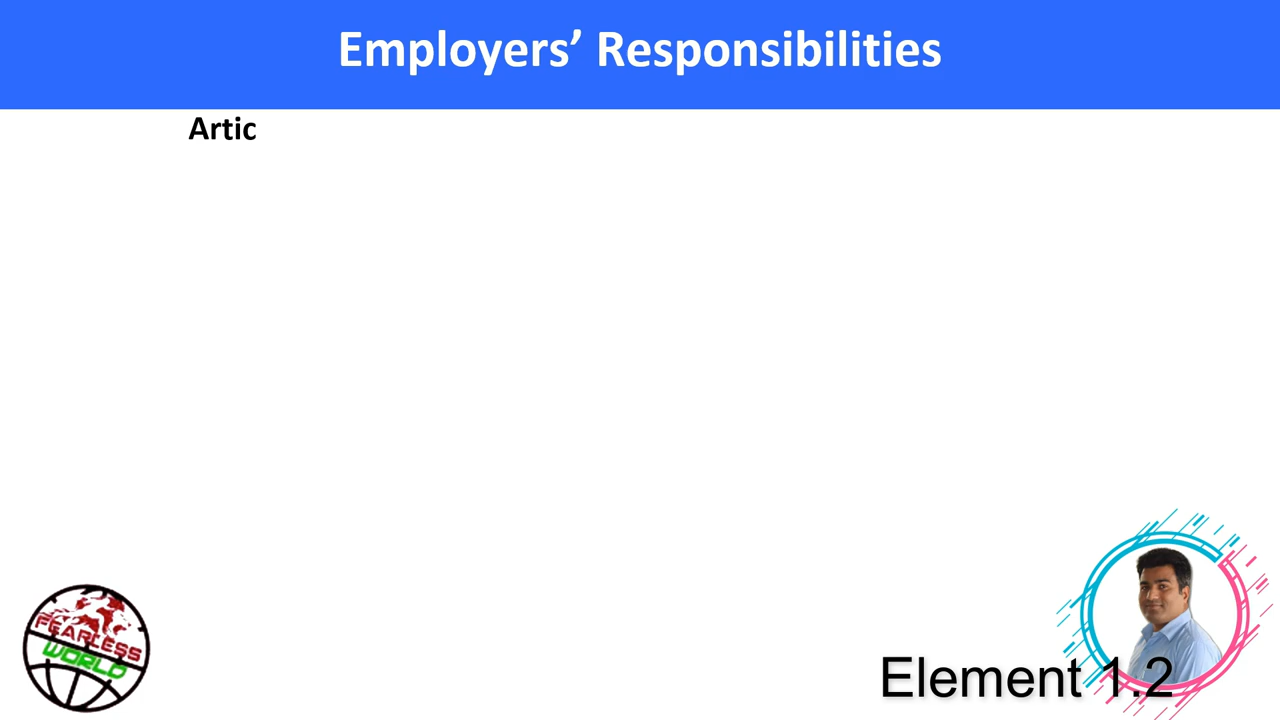 Employers’ Responsibilities
Artic
FEARLESS
WORLD
Element 1.2